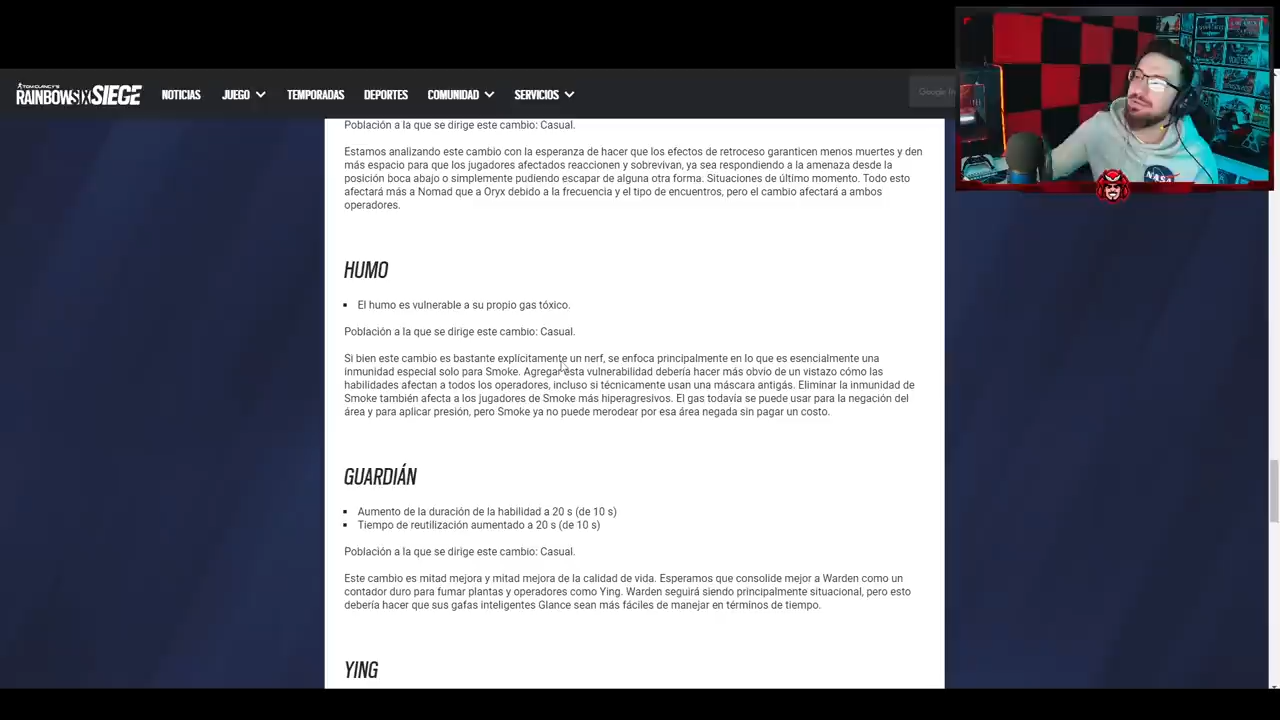 TOM CLANCY'S
RAINBOWSIX SIEGE
NOTICIAS
JUEGO
TEMPORADAS
DEPORTES
COMUNIDAD
SERVICIOS
Google
Población a la que se dirige este cambio: Casual.
Estamos analizando este cambio con la esperanza de hacer que los efectos de retroceso garanticen menos muertes y den
más espacio para que los jugadores afectados reaccionen y sobrevivan, ya sea respondiendo a la amenaza desde la
posición boca abajo o simplemente pudiendo escapar de alguna otra forma. Situaciones de último momento. Todo esto
afectará más a Nomad que a Oryx debido a la frecuencia y el tipo de encuentros, pero el cambio afectará a ambos
operadores.
HUMO
▪ El humo es vulnerable a su propio gas tóxico.
Población a la que se dirige este cambio: Casual.
Si bien este cambio es bastante explícitamente un nerf, se enfoca principalmente en lo que es esencialmente una
inmunidad especial solo para Smoke. Agregar esta vulnerabilidad debería hacer más obvio de un vistazo cómo las
habilidades afectan a todos los operadores, incluso si técnicamente usan una máscara antigás. Eliminar la inmunidad de
Smoke también afecta a los jugadores de Smoke más hiperagresivos. El gas todavía se puede usar para la negación del
área y para aplicar presión, pero Smoke ya no puede merodear por esa área negada sin pagar un costo.
GUARDIÁN
▪ Aumento de la duración de la habilidad a 20 s (de 10 s)
▪ Tiempo de reutilización aumentado a 20 s (de 10 s)
Población a la que se dirige este cambio: Casual.
Este cambio es mitad mejora y mitad mejora de la calidad de vida. Esperamos que consolide mejor a Warden como un
contador duro para fumar plantas y operadores como Ying. Warden seguirá siendo principalmente situacional, pero esto
debería hacer que sus gafas inteligentes Glance sean más fáciles de manejar en términos de tiempo.
YING
NASA